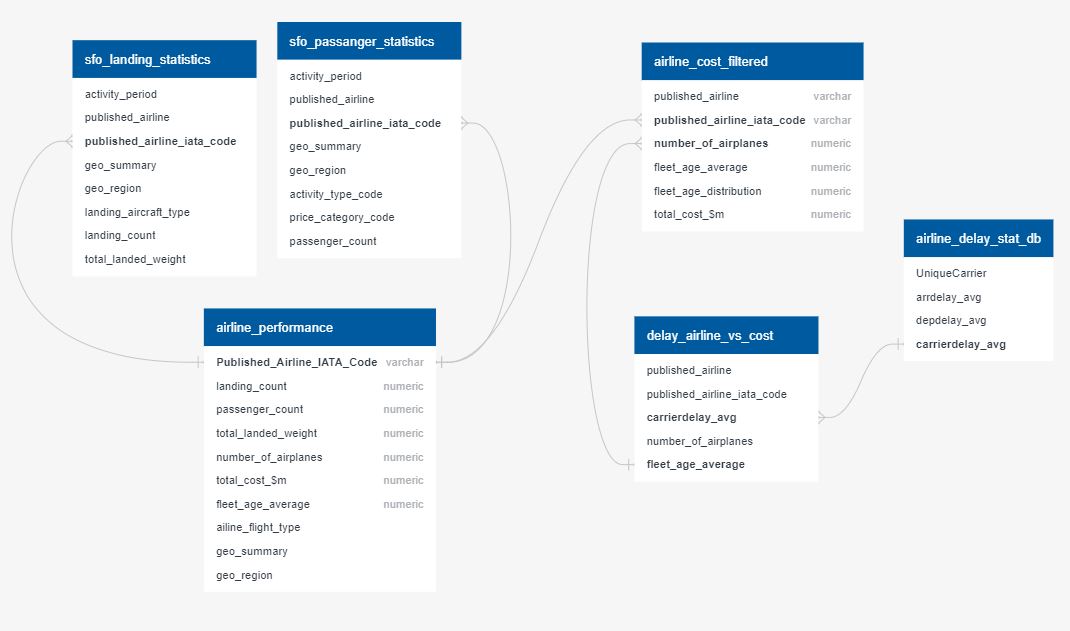 sfo_landing_statistics
activity_period
published_airline
published_airline_iata_code
geo_summary
geo_region
landing_aircraft_type
landing_count
total_landed_weight
sfo_passanger_statistics
activity_period
published_airline
published_airline_iata_code
geo_summary
geo_region
activity_type_code
price_category_code
passenger_count
airline_cost_filtered
published_airline varchar
published_airline_iata_code varchar
number_of_airplanes numeric
fleet_age_average numeric
fleet_age_distribution numeric
total_cost_$m numeric
airline_delay_stat_db
UniqueCarrier
arrdelay_avg
depdelay_avg
carrierdelay_avg
airline_performance
Published_Airline_IATA_Code varchar
landing_count numeric
passenger_count numeric
total_landed_weight numeric
number_of_airplanes numeric
total_cost_$m numeric
fleet_age_average numeric
ailine_flight_type
geo_summary
geo_region
delay_airline_vs_cost
published_airline
published_airline_iata_code
carrierdelay_avg
number_of_airplanes
fleet_age_average